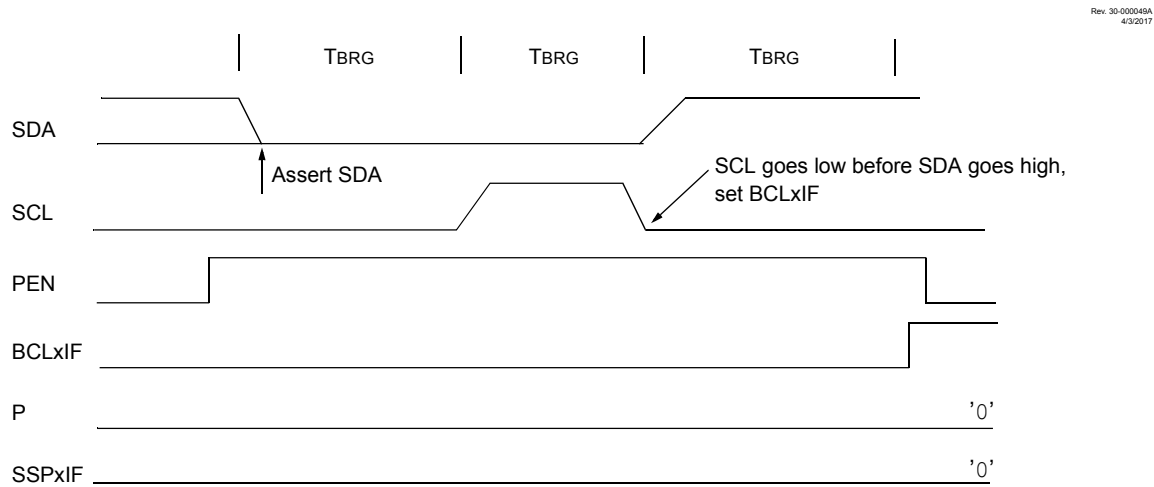 Rev. 30-000049A
4/3/2017
TBRG
TBRG
TBRG
SDA
Assert SDA
SCL goes low before SDA goes high,
set BCLxIF
SCL
PEN
BCLxIF
P
'0'
SSPxIF
'0'